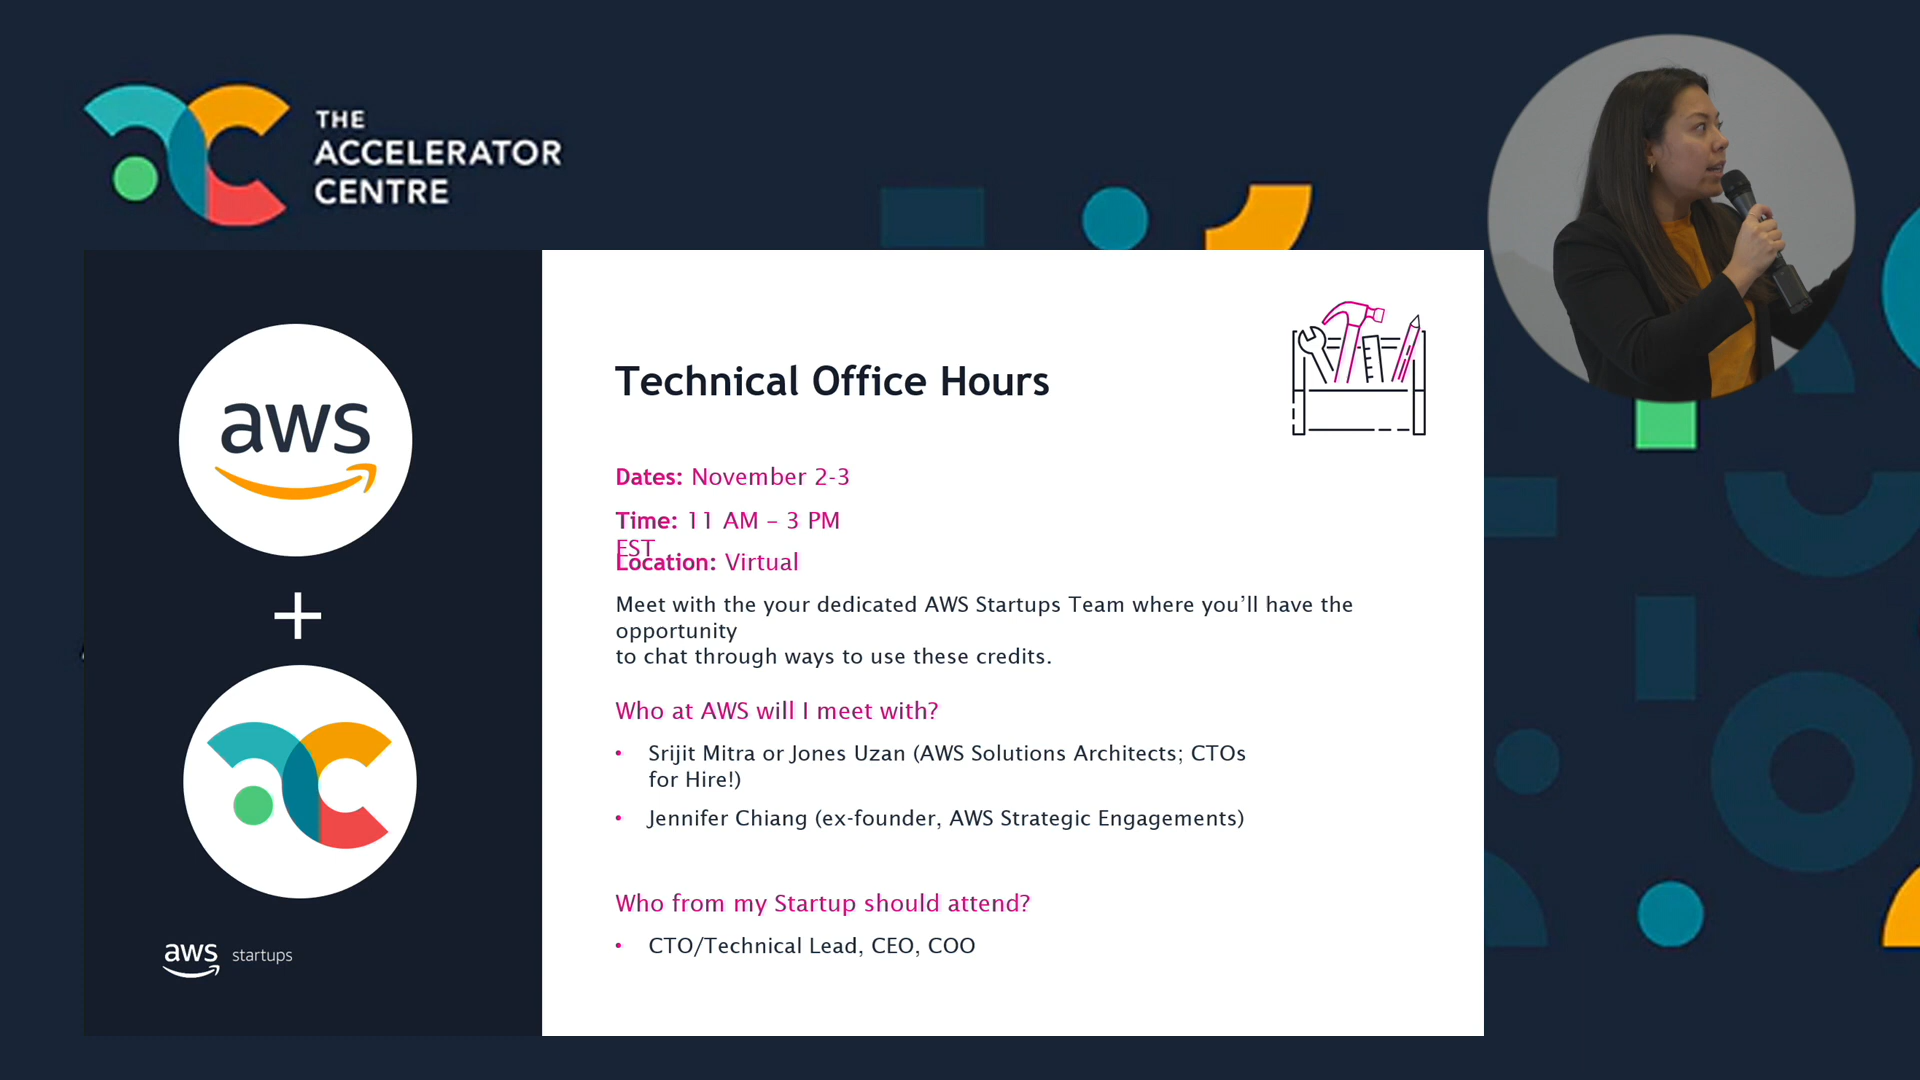 THE
ACCELERATOR
CENTRE
aws
+
aws startups
Technical Office Hours
Dates: November 2-3
Time: 11 AM – 3 PM
EST
Location: Virtual
Meet with the your dedicated AWS Startups Team where you’ll have the
opportunity
to chat through ways to use these credits.
Who at AWS will I meet with?
• Srijit Mitra or Jones Uzan (AWS Solutions Architects; CTOs
for Hire!)
• Jennifer Chiang (ex-founder, AWS Strategic Engagements)
Who from my Startup should attend?
• CTO/Technical Lead, CEO, COO